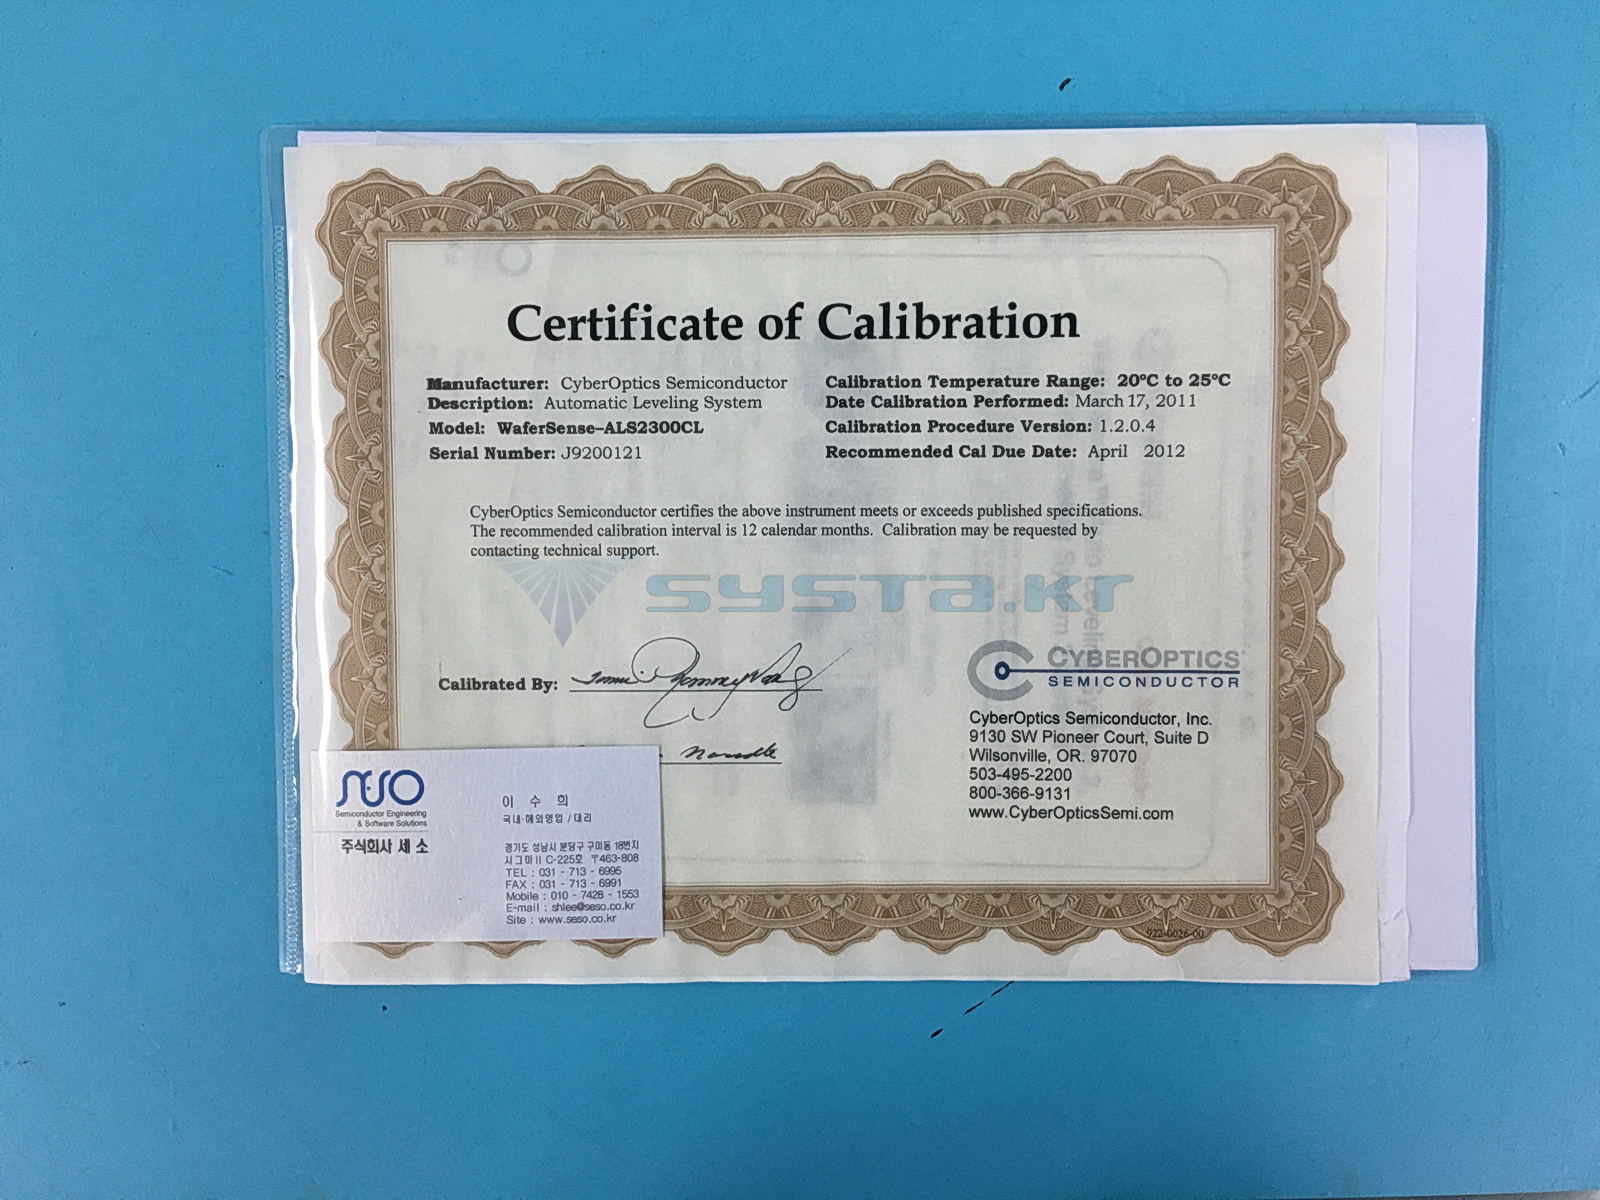 Certificate of Calibration
Manufacturer: CyberOptics Semiconductor
Description: Automatic Leveling System
Model: WaferSense-ALS2300CL
Serial Number: J9200121
Calibration Temperature Range: 20ºC to 25ºC
Date Calibration Performed: March 17, 2011
Calibration Procedure Version: 1.2.0.4
Recommended Cal Due Date: April 2012
CyberOptics Semiconductor certifies the above instrument meets or exceeds published specifications.
The recommended calibration interval is 12 calendar months. Calibration may be requested by
contacting technical support.
systa.kr
Calibrated By:
CYBEROPTICS
SEMICONDUCTOR
CyberOptics Semiconductor, Inc.
9130 SW Pioneer Court, Suite D
Wilsonville, OR. 97070
503-495-2200
800-366-9131
www.CyberOpticsSemi.com
922-0026-00
SESO
Semiconductor Engineering
& Software Solutions
주식회사 세소
이 수 희
국내·해외영업 / 대리
경기도 성남시 분당구 구미동 18번지
시그마 II C-225호 〒463-808
TEL : 031 - 713 - 6995
FAX : 031 - 713 - 6991
Mobile : 010 - 7428 - 1553
E-mail : shlee@seso.co.kr
Site : www.seso.co.kr